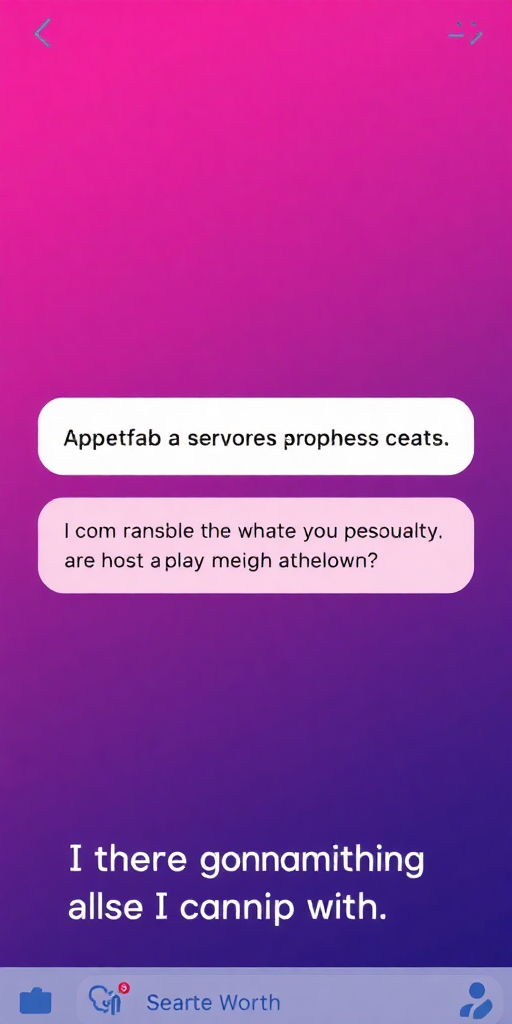 Appetfab a servores prophess ceats.
I com ransble the whate you pesoualty.
are host a play meigh athelown?
I there gonnamithing
allse I cannip with.
Searte Worth